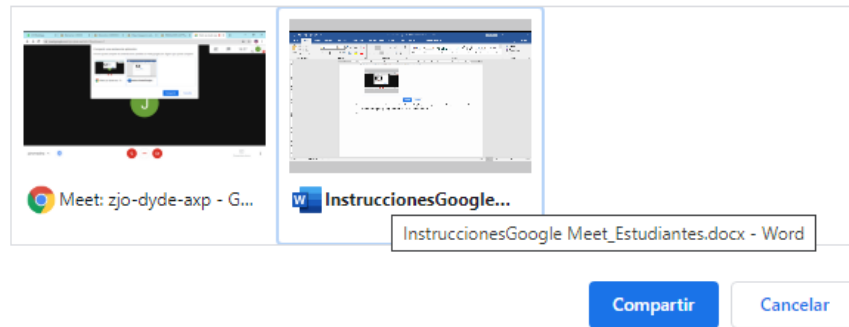 Meet: zjo-dyde-axp - G...
InstruccionesGoogle...
InstruccionesGoogle Meet_Estudiantes.docx - Word
Compartir
Cancelar